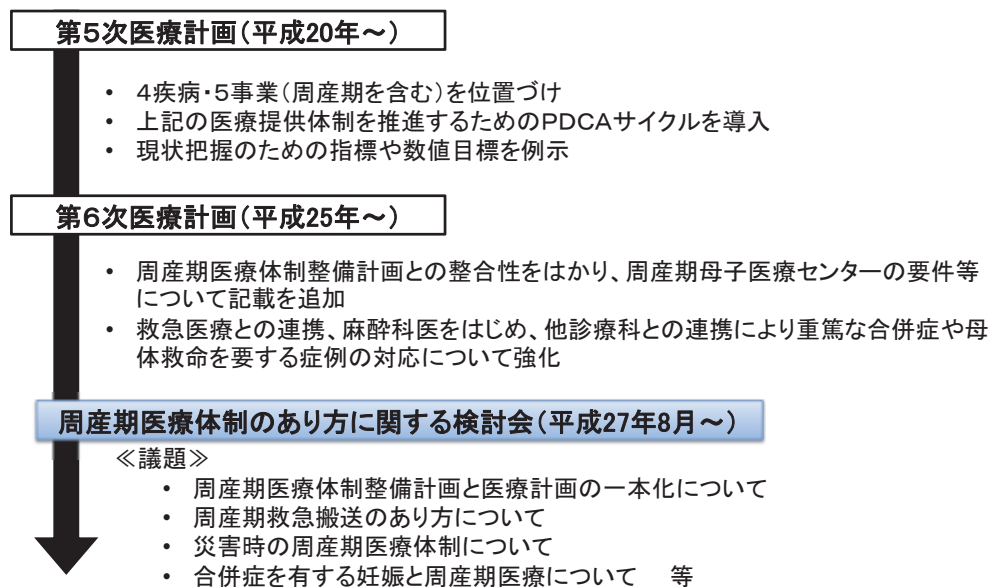 第5次医療計画(平成20年～)
• 4疾病・5事業(周産期を含む)を位置づけ
• 上記の医療提供体制を推進するためのPDCAサイクルを導入
• 現状把握のための指標や数値目標を例示
第6次医療計画(平成25年～)
• 周産期医療体制整備計画との整合性をはかり、周産期母子医療センターの要件等
について記載を追加
• 救急医療との連携、麻酔科医をはじめ、他診療科との連携により重篤な合併症や母
体救命を要する症例の対応について強化
周産期医療体制のあり方に関する検討会(平成27年8月～)
≪議題≫
• 周産期医療体制整備計画と医療計画の一本化について
• 周産期救急搬送のあり方について
• 災害時の周産期医療体制について
• 合併症を有する妊娠と周産期医療について 等